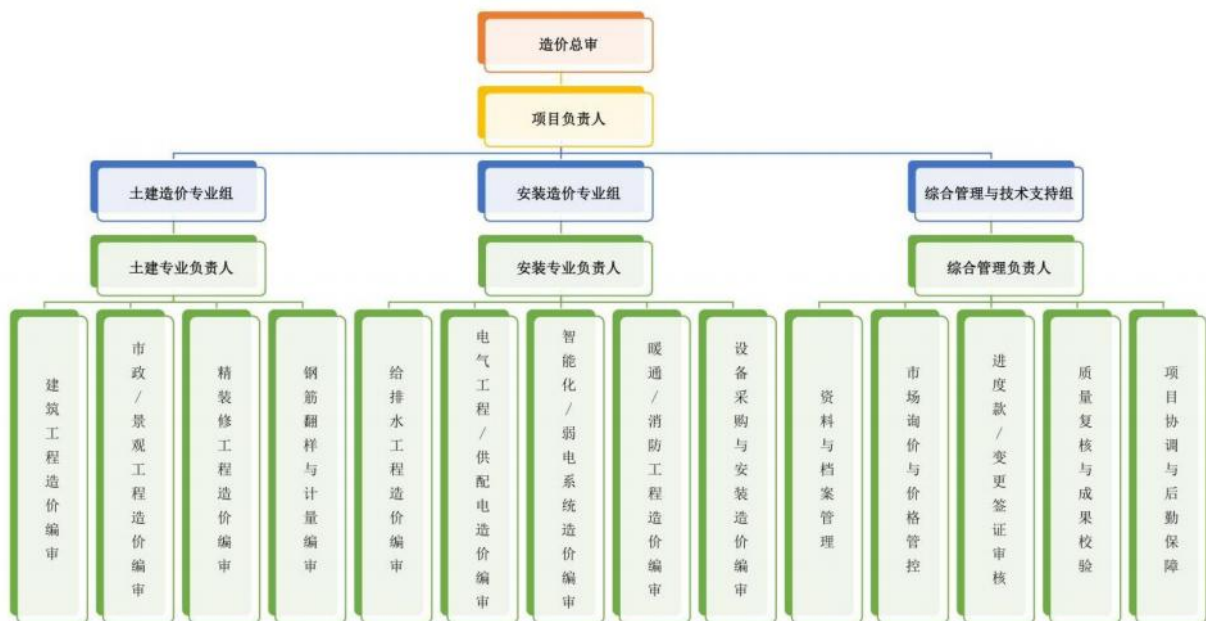 造价总审
项目负责人
土建造价专业组
安装造价专业组
综合管理与技术支持组
土建专业负责人
安装专业负责人
综合管理负责人
建筑工程造价编审
市政/景观工程造价编审
精装修工程造价编审
钢筋翻样与计量编审
给排水工程造价编审
电气工程/供配电造价编审
智能化/弱电系统造价编审
暖通/消防工程造价编审
设备采购与安装造价编审
资料与档案管理
市场询价与价格管控
进度款/变更签证审核
质量复核与成果校验
项目协调与后勤保障